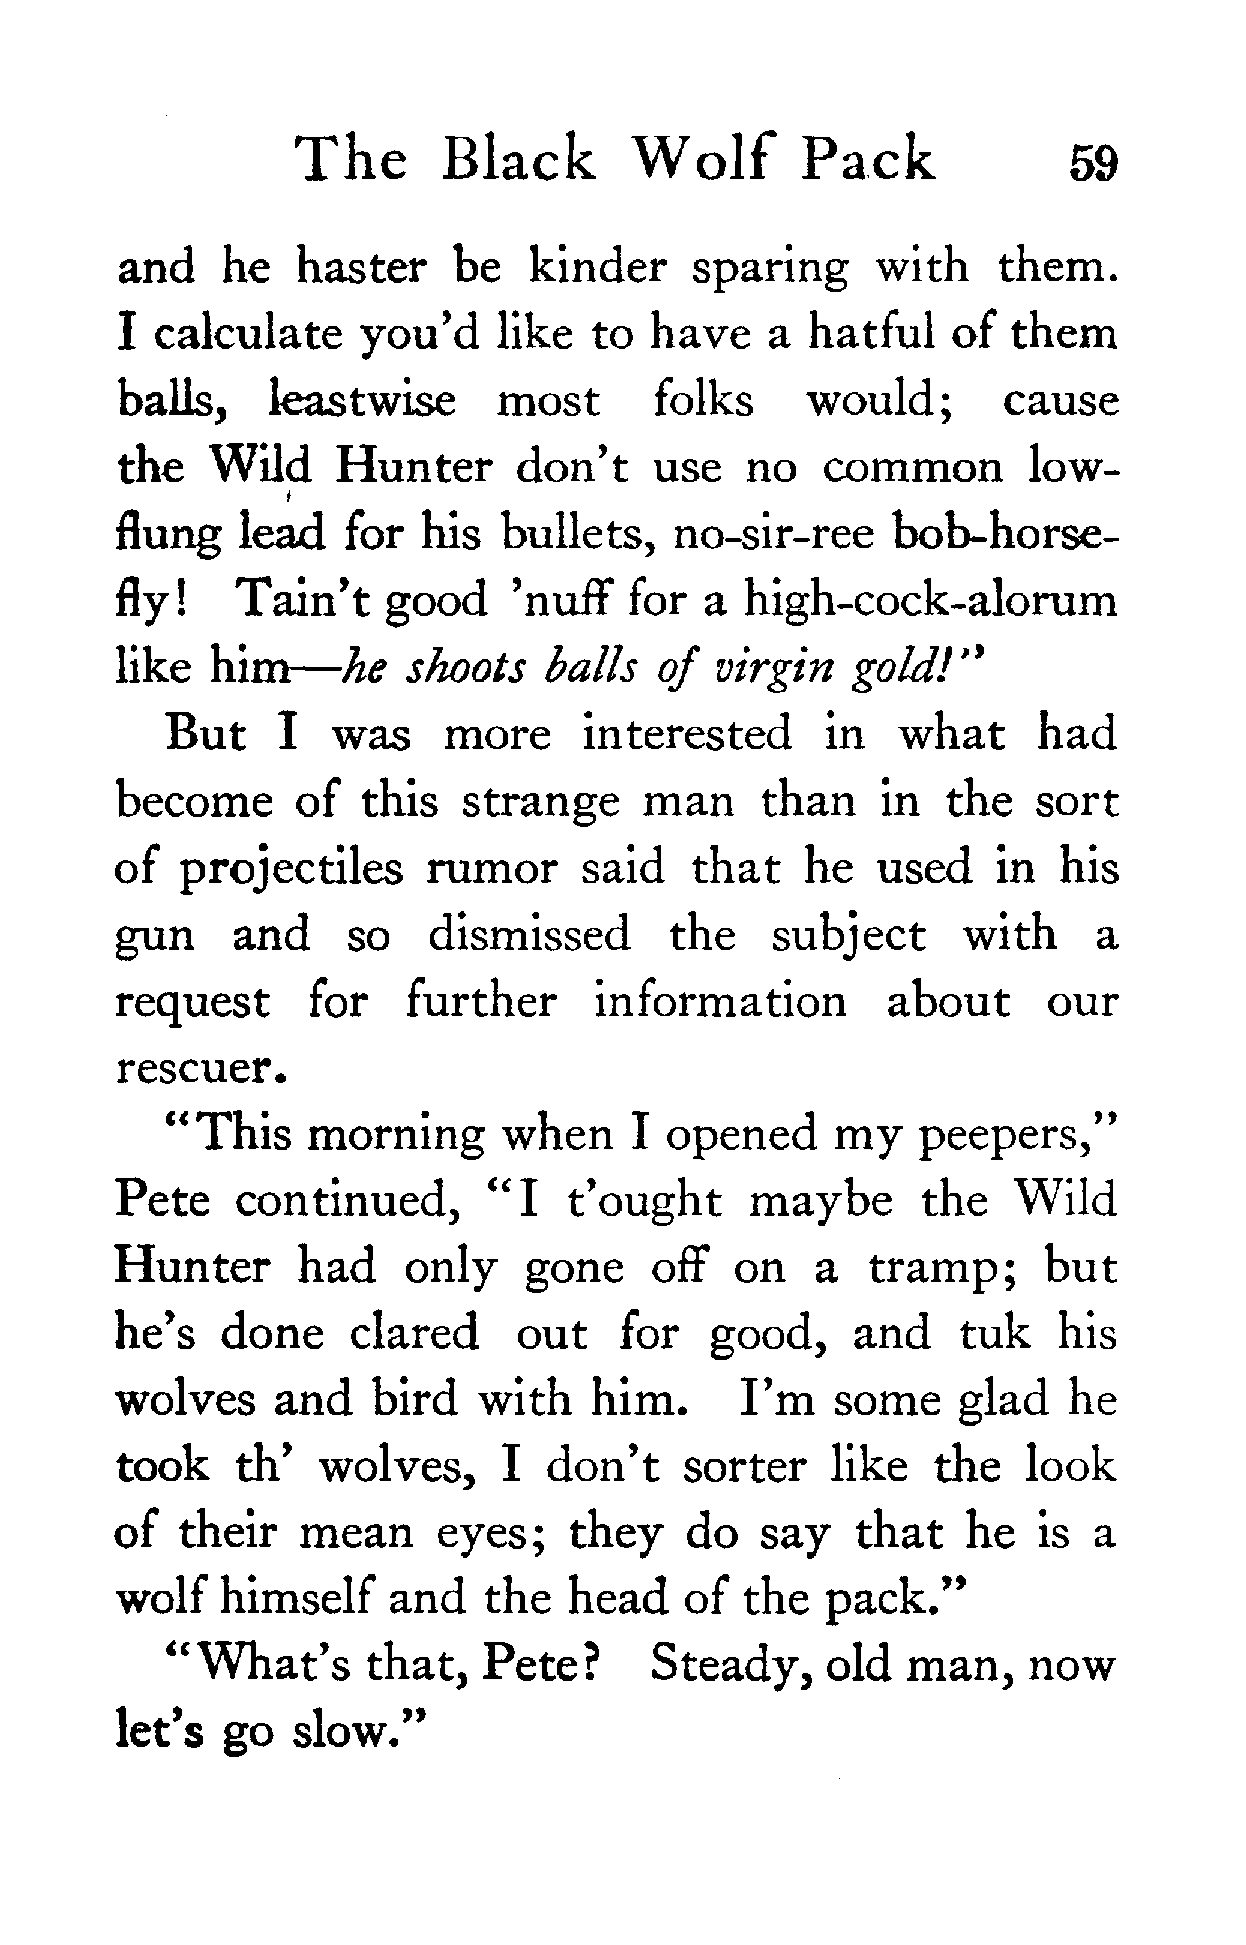 The Black Wolf Pack 59
and he haster be kinder sparing with them.
I calculate you'd like to have a hatful of them
balls, leastwise most folks would; cause
the Wild Hunter don't use no common low-
flung lead for his bullets, no-sir-ree bob-horse-
fly! Tain't good 'nuff for a high-cock-alorum
like him—he shoots balls of virgin gold!"
But I was more interested in what had
become of this strange man than in the sort
of projectiles rumor said that he used in his
gun and so dismissed the subject with a
request for further information about our
rescuer.
"This morning when I opened my peepers,"
Pete continued, "I t'ought maybe the Wild
Hunter had only gone off on a tramp; but
he's done clared out for good, and tuk his
wolves and bird with him. I'm some glad he
took th' wolves, I don't sorter like the look
of their mean eyes; they do say that he is a
wolf himself and the head of the pack."
"What's that, Pete? Steady, old man, now
let's go slow."